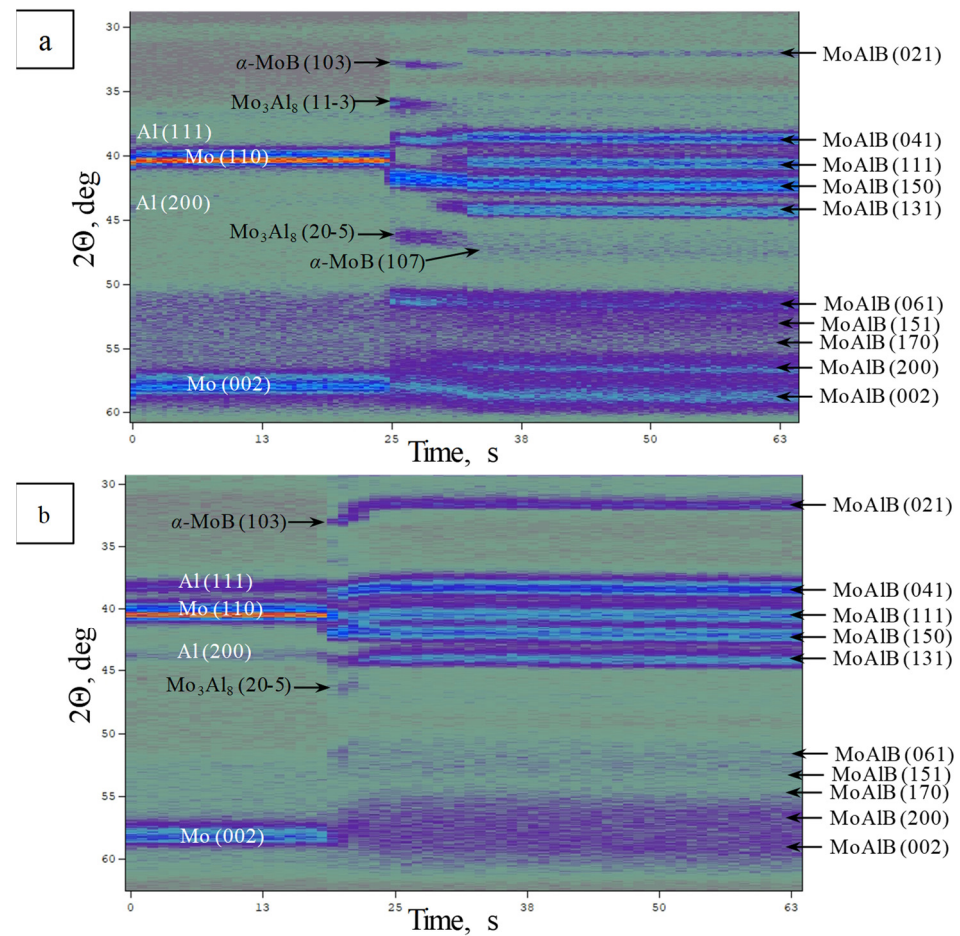 a
30
35
40
45
50
55
60
2Θ, deg
α-MoB (103)
Mo₃Al₈ (11-3)
Al (111)
Mo (110)
Al (200)
Mo₃Al₈ (20-5)
α-MoB (107)
Mo (002)
MoAlB (021)
MoAlB (041)
MoAlB (111)
MoAlB (150)
MoAlB (131)
MoAlB (061)
MoAlB (151)
MoAlB (170)
MoAlB (200)
MoAlB (002)
0 13 25 38 50 63
Time, s
b
30
35
40
45
50
55
60
2Θ, deg
α-MoB (103)
Al (111)
Mo (110)
Al (200)
Mo₃Al₈ (20-5)
Mo (002)
MoAlB (021)
MoAlB (041)
MoAlB (111)
MoAlB (150)
MoAlB (131)
MoAlB (061)
MoAlB (151)
MoAlB (170)
MoAlB (200)
MoAlB (002)
0 13 25 38 50 63
Time, s